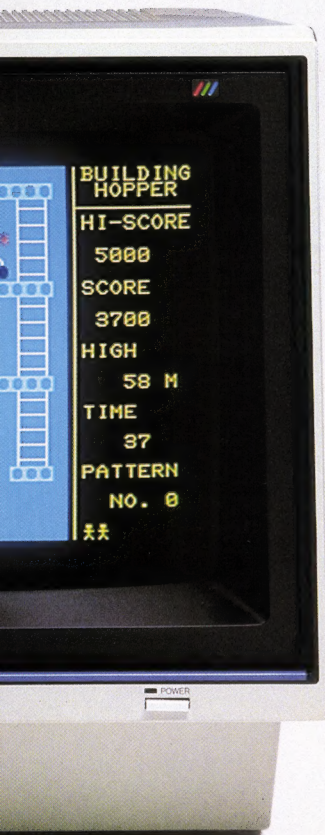 BUILDING
HOPPER
HI-SCORE
5000
SCORE
3700
HIGH
58 M
TIME
37
PATTERN
NO. 0
POWER